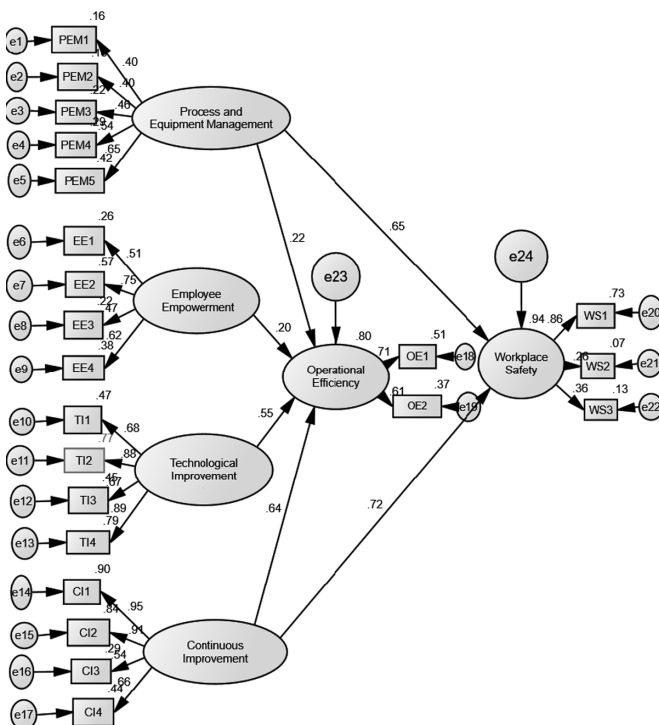 .16
e1 PEM1
.40
e2 PEM2
.40
.22
e3 PEM3 .46
.29
.54
e4 PEM4
.65
.42
e5 PEM5
Process and
Equipment Management
.65
.22
.26
e6 EE1
.51
.57
e7 EE2 .75
.22
e8 EE3 .47
.62
.38
e9 EE4
Employee
Empowerment
.20
e23
e24
.80
Operational
Efficiency
.71
.51
OE1 e18
.61
.37
OE2 e19
.94
Workplace
Safety
.86
.73
WS1 e20
.26
.07
WS2 e21
.36
.13
WS3 e22
.47
e10 TI1
.68
.77
e11 TI2 .88
.45
.67
e12 TI3
.89
.79
e13 TI4
Technological
Improvement
.55
.64
.72
.90
e14 CI1
.95
.84
e15 CI2 .91
.29
.54
e16 CI3
.66
.44
e17 CI4
Continuous
Improvement